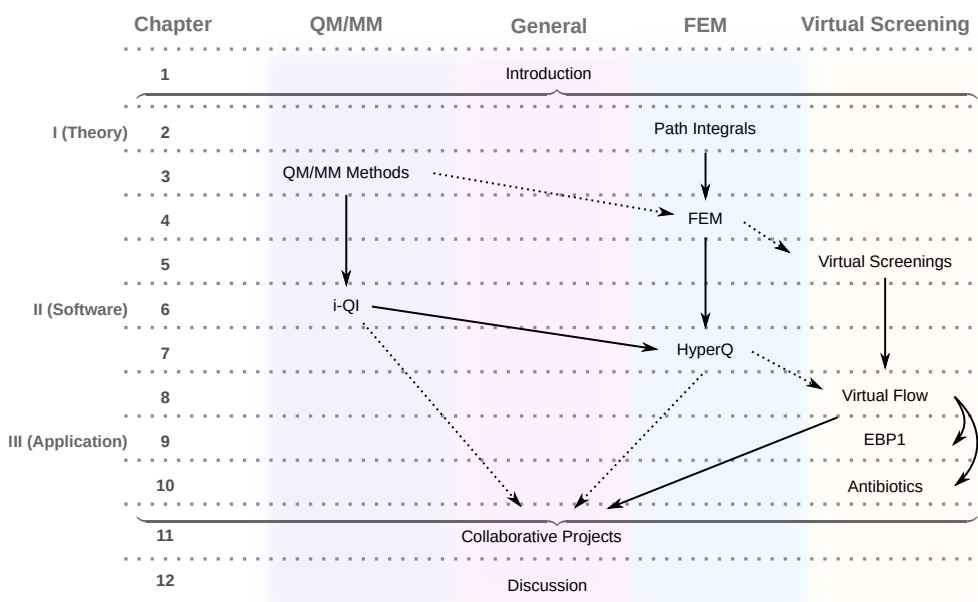 Chapter QM/MM General FEM Virtual Screening
1 Introduction
I (Theory) 2 Path Integrals
3 QM/MM Methods
4 FEM
5 Virtual Screenings
II (Software) 6 i-QI
7 HyperQ
8 Virtual Flow
III (Application) 9 EBP1
10 Antibiotics
11 Collaborative Projects
12 Discussion